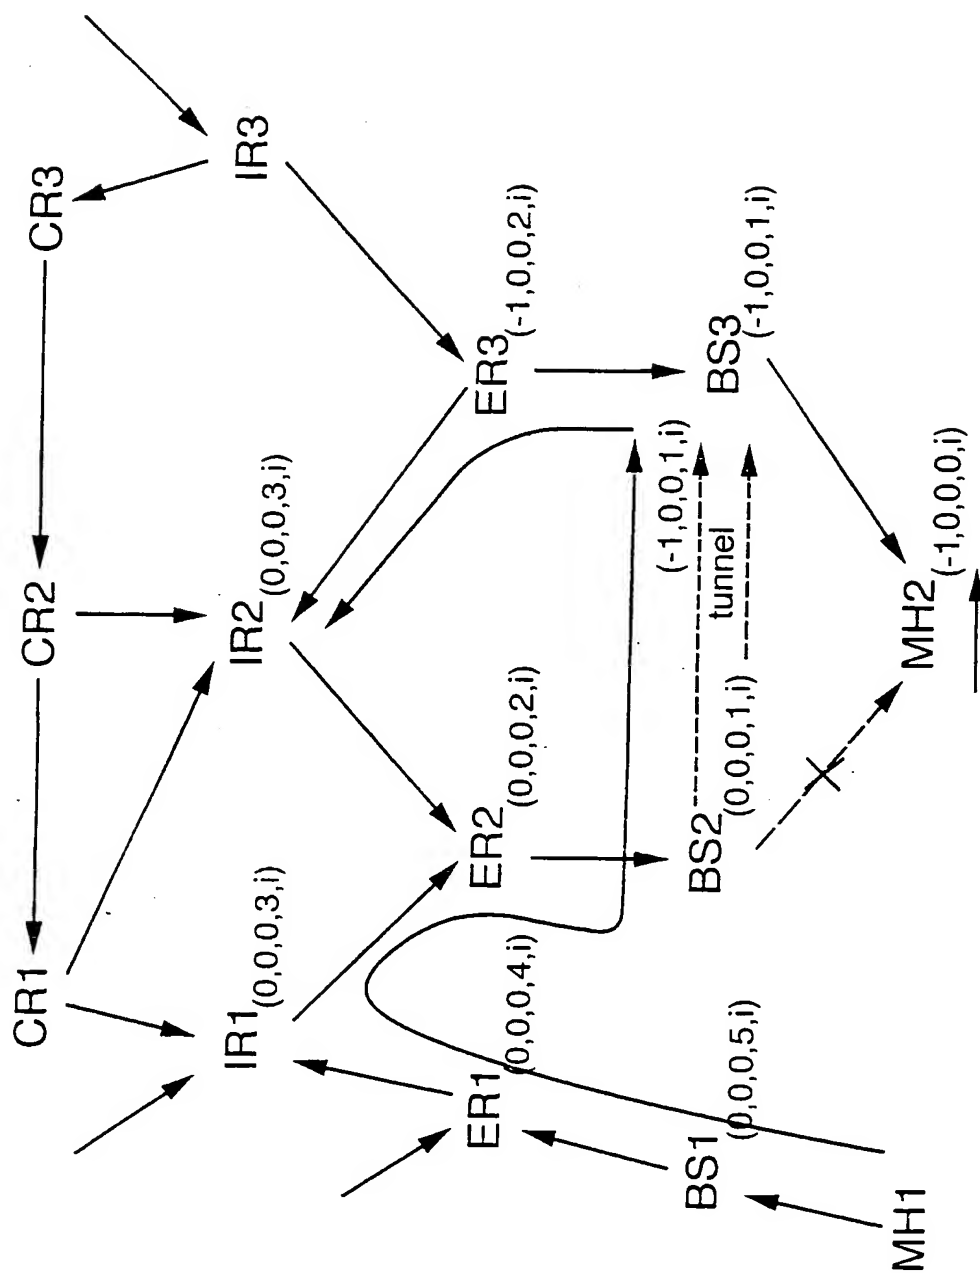 CR1
CR2
CR3
IR1(0,0,0,3,i)
IR2(0,0,0,3,i)
IR3
ER1(0,0,0,4,i)
ER2(0,0,0,2,i)
ER3(-1,0,0,2,i)
BS1(0,0,0,5,i)
BS2(0,0,0,1,i)
(-1,0,0,1,i)
tunnel
BS3(-1,0,0,1,i)
MH1
MH2(-1,0,0,0,i)